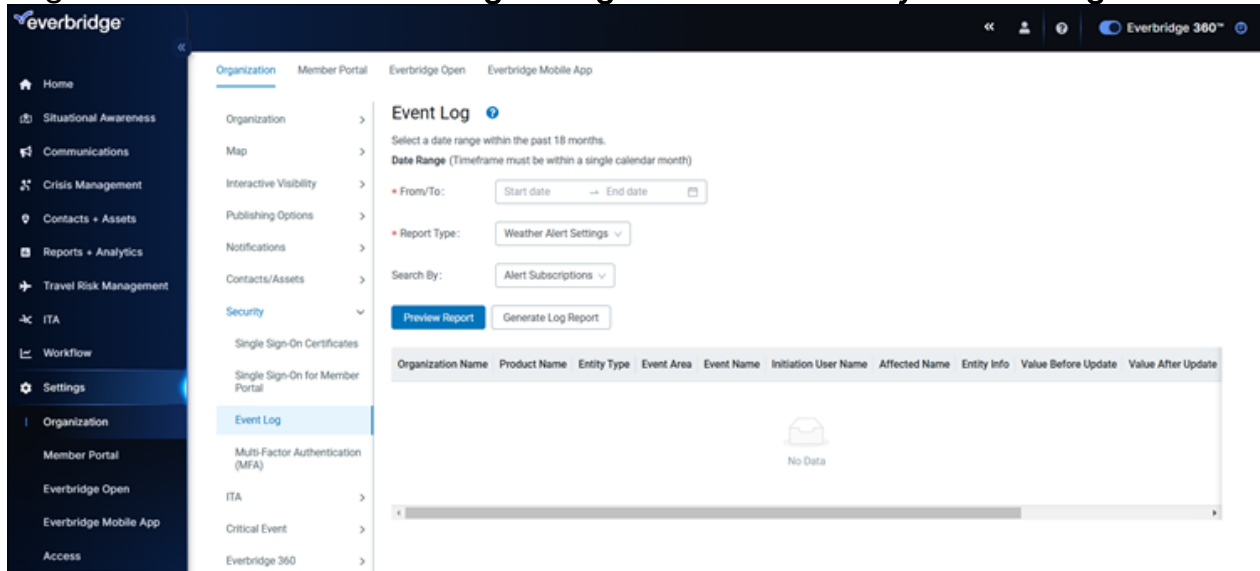 everbridge
Everbridge 360™
Home
Situational Awareness
Communications
Crisis Management
Contacts + Assets
Reports + Analytics
Travel Risk Management
ITA
Workflow
Settings
Organization
Member Portal
Everbridge Open
Everbridge Mobile App
Access
Organization Member Portal Everbridge Open Everbridge Mobile App
Organization
Map
Interactive Visibility
Publishing Options
Notifications
Contacts/Assets
Security
Single Sign-On Certificates
Single Sign-On for Member
Portal
Event Log
Multi-Factor Authentication
(MFA)
ITA
Critical Event
Everbridge 360
Event Log
Select a date range within the past 18 months.
Date Range (Timeframe must be within a single calendar month)
* From/To: Start date → End date
* Report Type: Weather Alert Settings
Search By: Alert Subscriptions
Preview Report Generate Log Report
Organization Name Product Name Entity Type Event Area Event Name Initiation User Name Affected Name Entity Info Value Before Update Value After Update
No Data